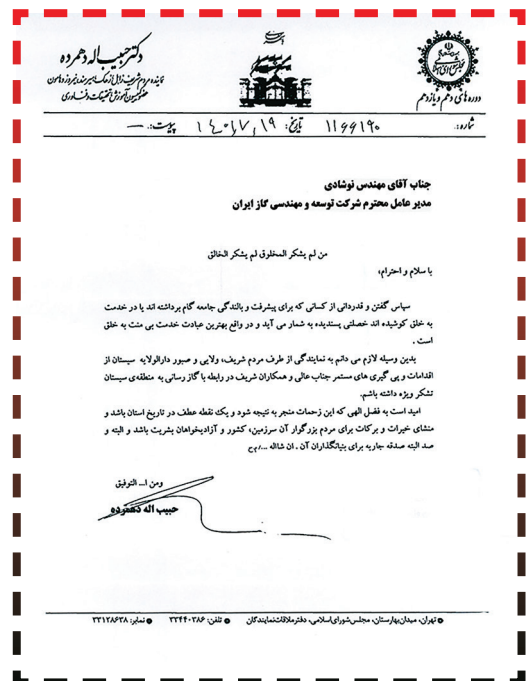 دکتر حبیب اله دهمرده
نماینده مردم شریف زابل، زهک، هیرمند، نیمروز و هامون
عضو کمیسیون آموزش، تحقیقات و فناوری
دوره های دهم و یازدهم
شماره: ۱۱۶۶۱۹۰ تاریخ: ۱۴۰۱/۷/۱۹ پیوست: —
جناب آقای مهندس نوشادی
مدیر عامل محترم شرکت توسعه و مهندسی گاز ایران
من لم یشکر المخلوق لم یشکر الخالق
با سلام و احترام؛
سپاس گفتن و قدردانی از کسانی که برای پیشرفت و بالندگی جامعه گام برداشته اند یا در خدمت
به خلق کوشیده اند خصلتی پسندیده به شمار می آید و در واقع بهترین عبادت خدمت بی منت به خلق
است .
بدین وسیله لازم می دانم به نمایندگی از طرف مردم شریف، ولایی و صبور دارالولایه سیستان از
اقدامات و پی گیری های مستمر جناب عالی و همکاران شریف در رابطه با گاز رسانی به منطقه‌ی سیستان
تشکر ویژه داشته باشم.
امید است به فضل الهی که این زحمات منجر به نتیجه شود و یک نقطه عطف در تاریخ استان باشد و
منشای خیرات و برکات برای مردم بزرگوار آن سرزمین، کشور و آزادیخواهان بشریت باشد و البته و
صد البته صدقه جاریه برای بنیانگذاران آن . ان شااله ...
ومن ا... التوفیق
حبیب اله دهمرده
تهران، میدان بهارستان، مجلس شورای اسلامی، دفتر ملاقات نمایندگان تلفن: ۳۳۴۴۰۳۸۶ نمابر: ۳۳۱۲۸۶۳۸